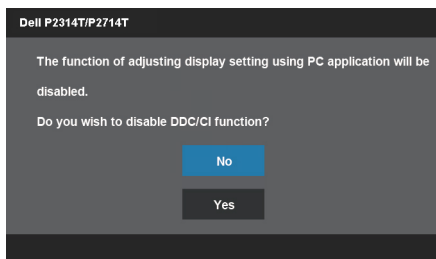 Dell P2314T/P2714T
The function of adjusting display setting using PC application will be
disabled.
Do you wish to disable DDC/CI function?
No
Yes